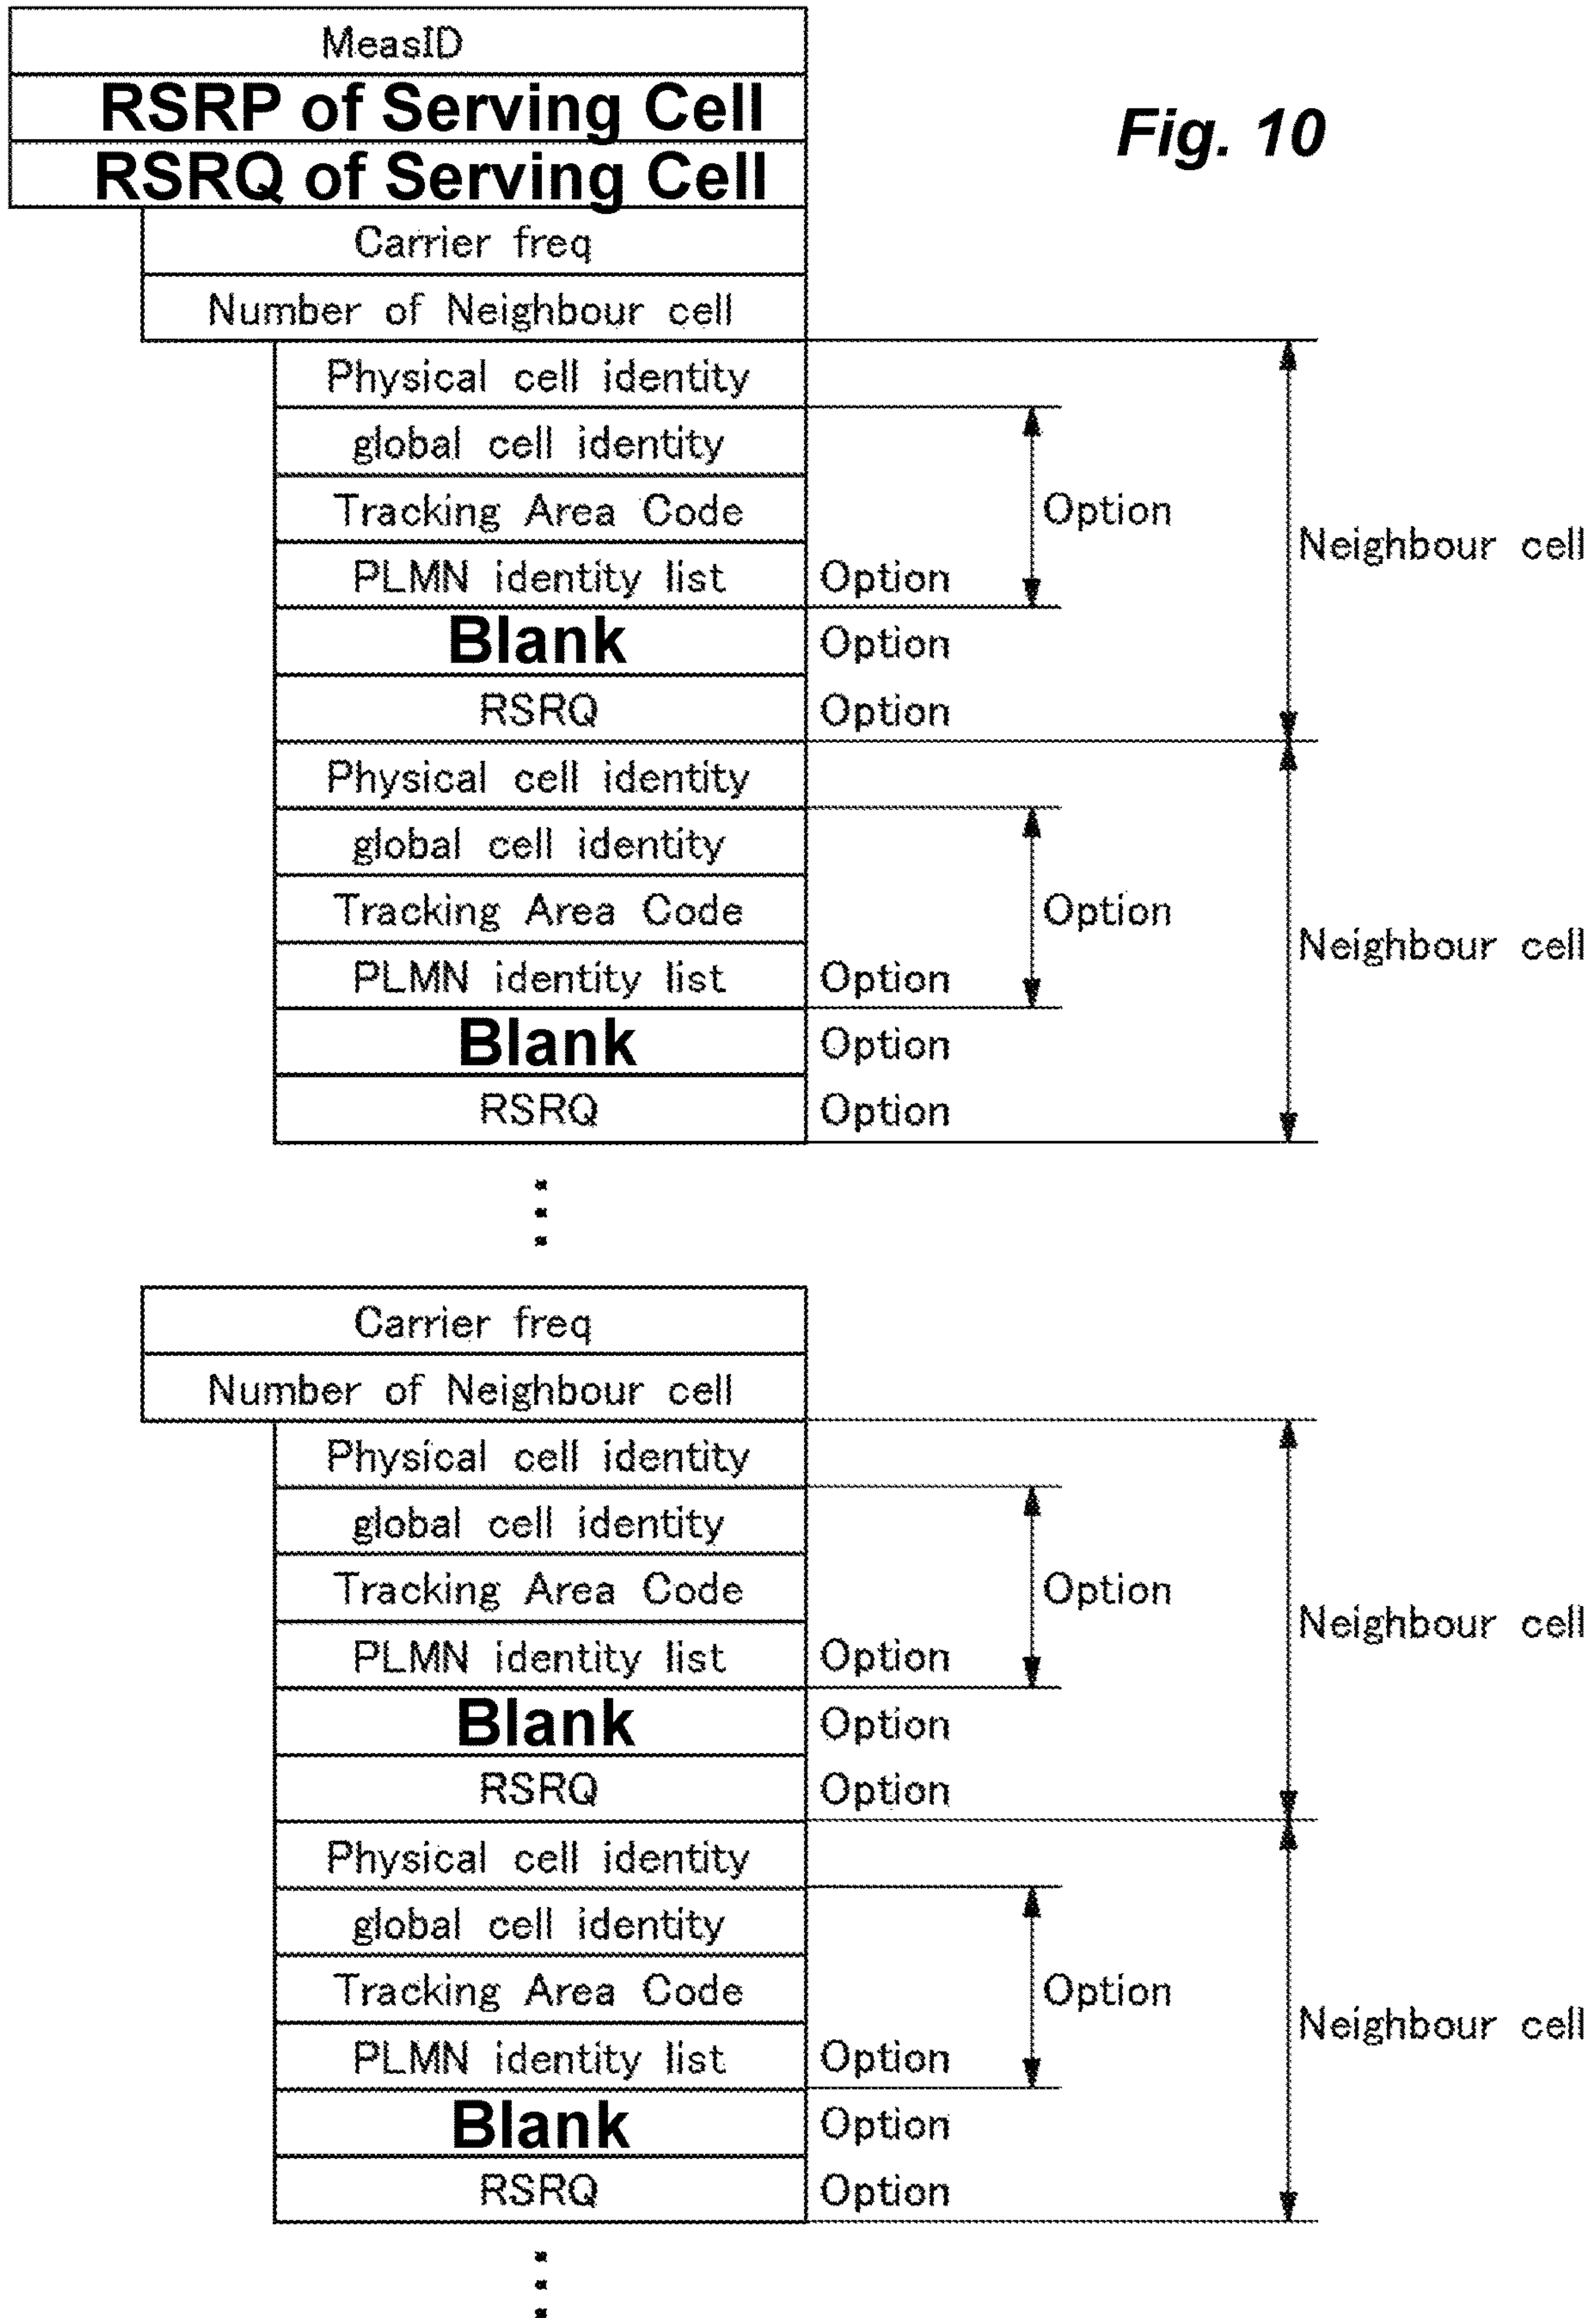 MeasID
RSRP of Serving Cell
Fig. 10
RSRQ of Serving Cell
Carrier freq
Number of Neighbour cell
Physical cell identity
global cell identity
Tracking Area Code
Option
Neighbour cell
PLMN identity list Option
Blank Option
RSRQ Option
Physical cell identity
global cell identity
Tracking Area Code
Option
Neighbour cell
PLMN identity list Option
Blank Option
RSRQ Option
Carrier freq
Number of Neighbour cell
Physical cell identity
global cell identity
Tracking Area Code
Option
Neighbour cell
PLMN identity list Option
Blank Option
RSRQ Option
Physical cell identity
global cell identity
Tracking Area Code
Option
Neighbour cell
PLMN identity list Option
Blank Option
RSRQ Option